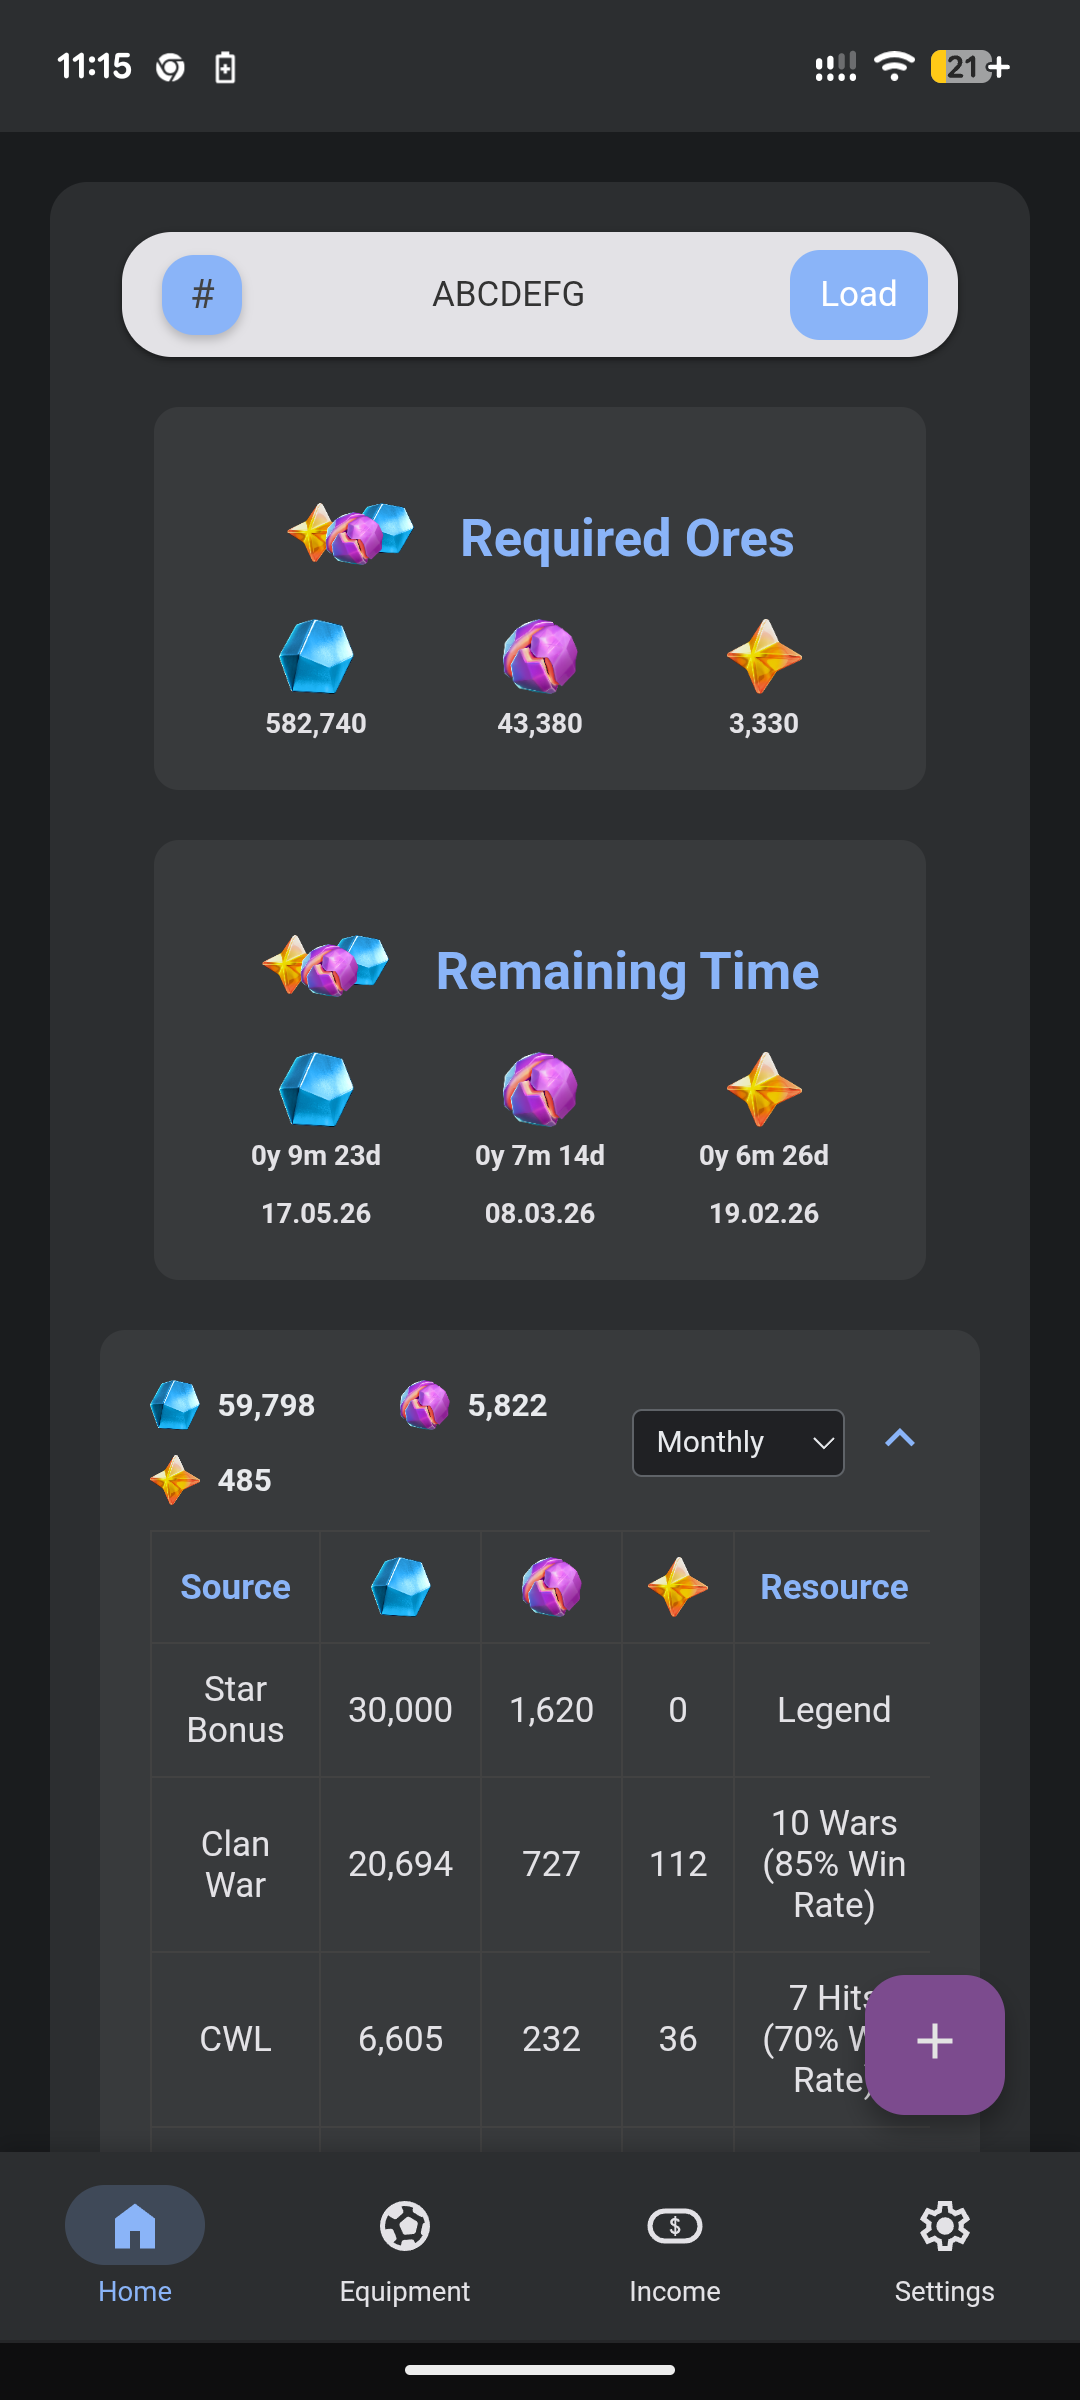 11:15
21
#
ABCDEFG
Load
Required Ores
582,740
43,380
3,330
Remaining Time
0y 9m 23d
0y 7m 14d
0y 6m 26d
17.05.26
08.03.26
19.02.26
59,798
5,822
485
Monthly
Source
Resource
Star
Bonus
30,000
1,620
0
Legend
Clan
War
20,694
727
112
10 Wars
(85% Win
Rate)
CWL
6,605
232
36
7 Hits
(70% W
Rate)
+
Home
Equipment
$
Income
Settings